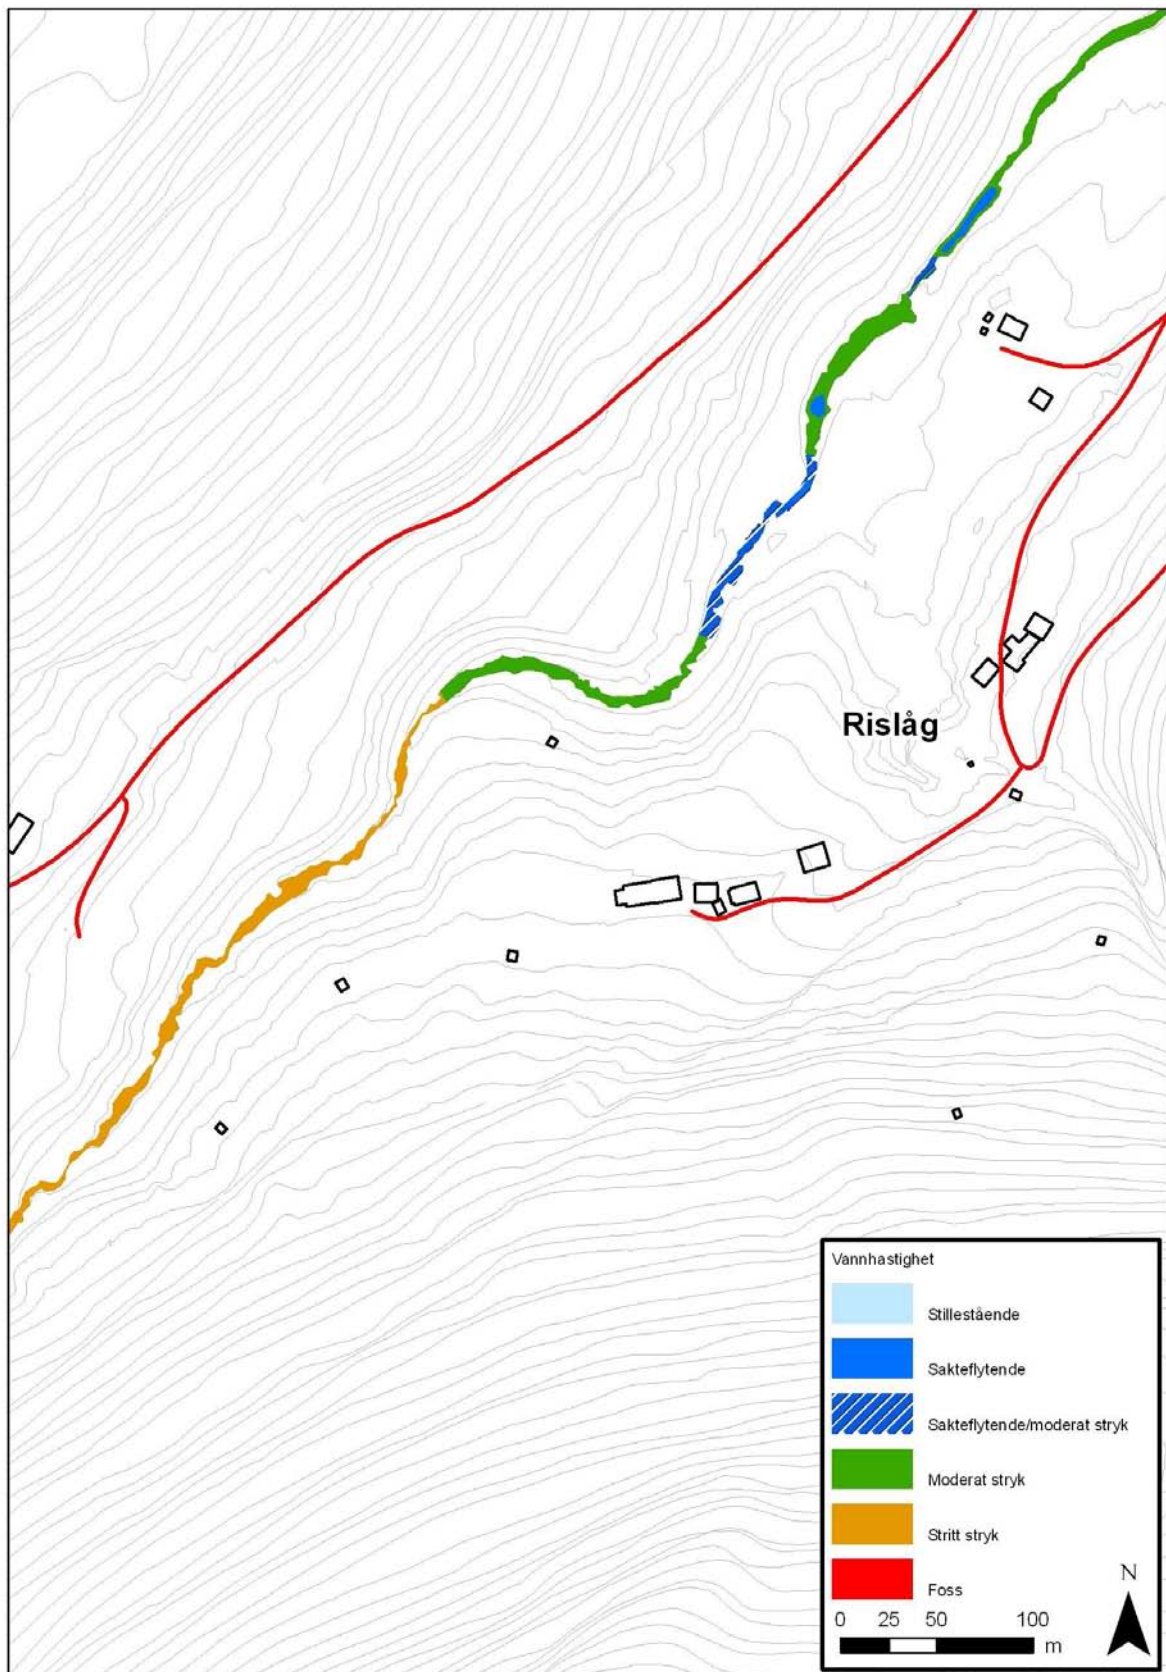 Rislåg
Vannhastighet
Stillestående
Sakteflytende
Sakteflytende/moderat stryk
Moderat stryk
Stritt stryk
Foss
N
0 25 50 100
m